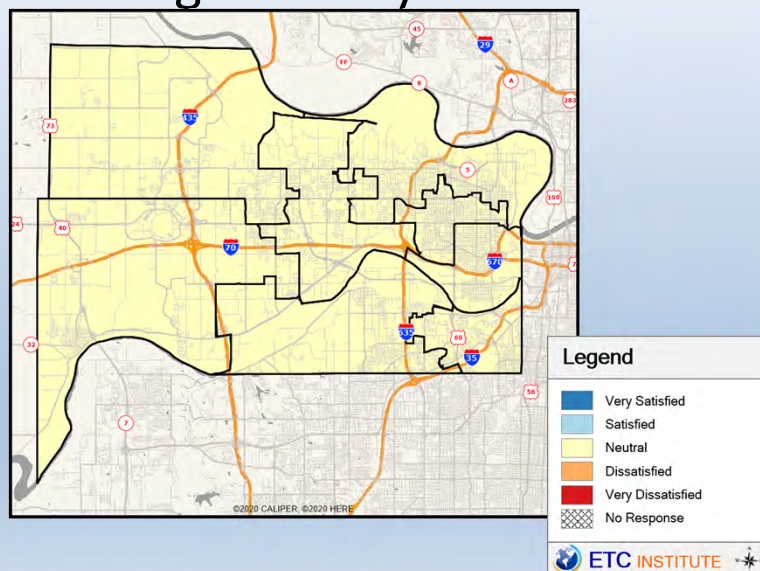 45
29
FF
A
9
283
435
73
5
169
24
40
70
670
635
69
32
35
56
7
©2020 CALIPER; ©2020 HERE
Legend
Very Satisfied
Satisfied
Neutral
Dissatisfied
Very Dissatisfied
No Response
ETC INSTITUTE